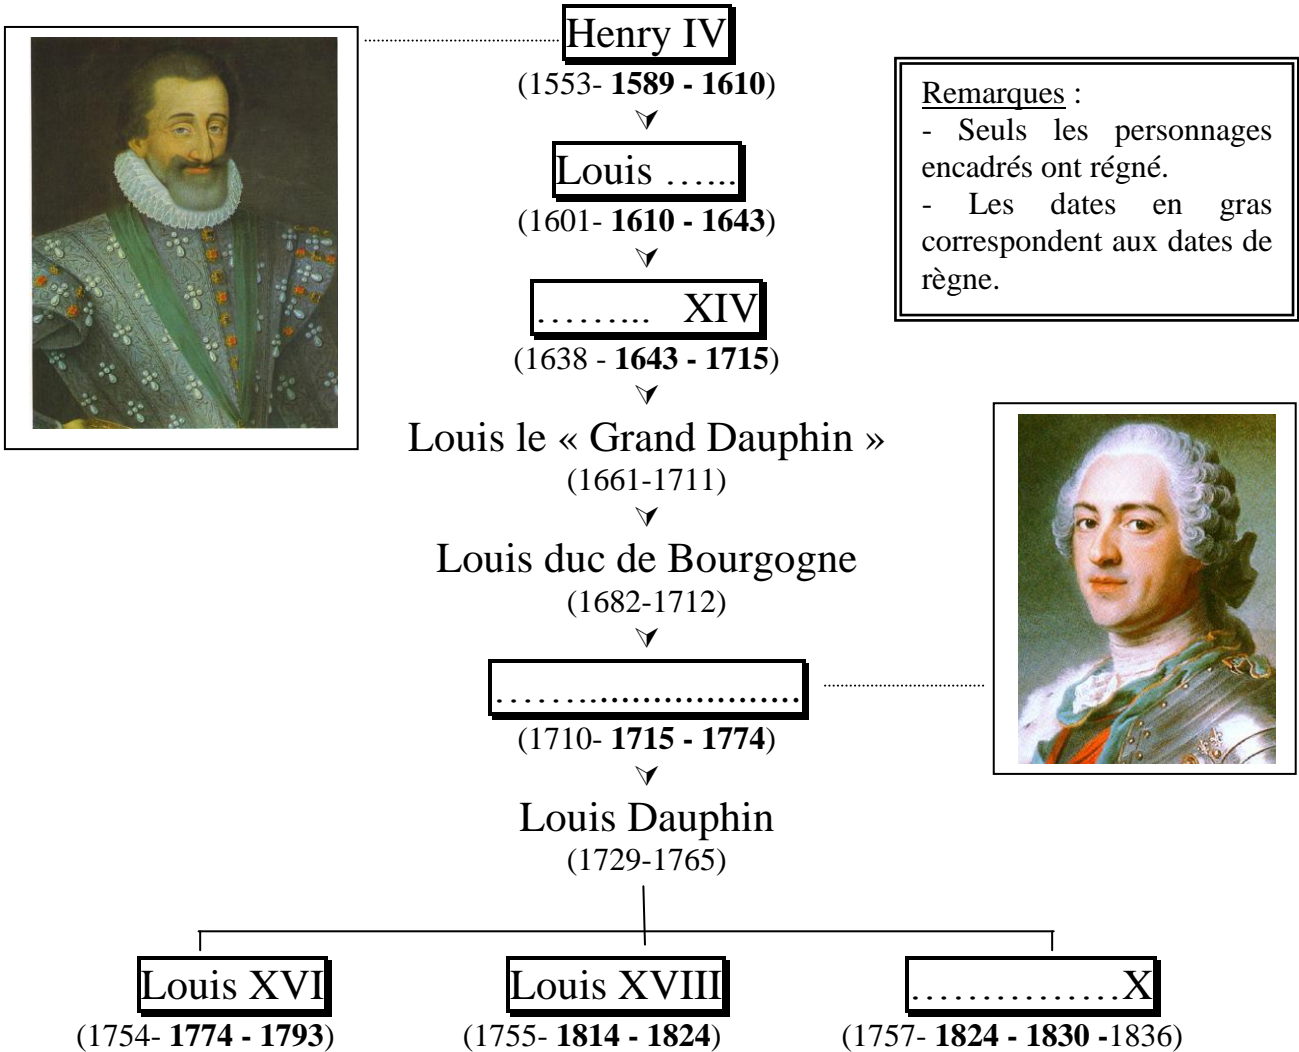 Henry IV
(1553- 1589 - 1610)
Louis …...
(1601- 1610 - 1643)
……... XIV
(1638 - 1643 - 1715)
Louis le « Grand Dauphin »
(1661-1711)
Louis duc de Bourgogne
(1682-1712)
……......................
(1710- 1715 - 1774)
Louis Dauphin
(1729-1765)
Louis XVI
(1754- 1774 - 1793)
Louis XVIII
(1755- 1814 - 1824)
……………X
(1757- 1824 - 1830 -1836)
Remarques :
- Seuls les personnages
encadrés ont régné.
- Les dates en gras
correspondent aux dates de
règne.